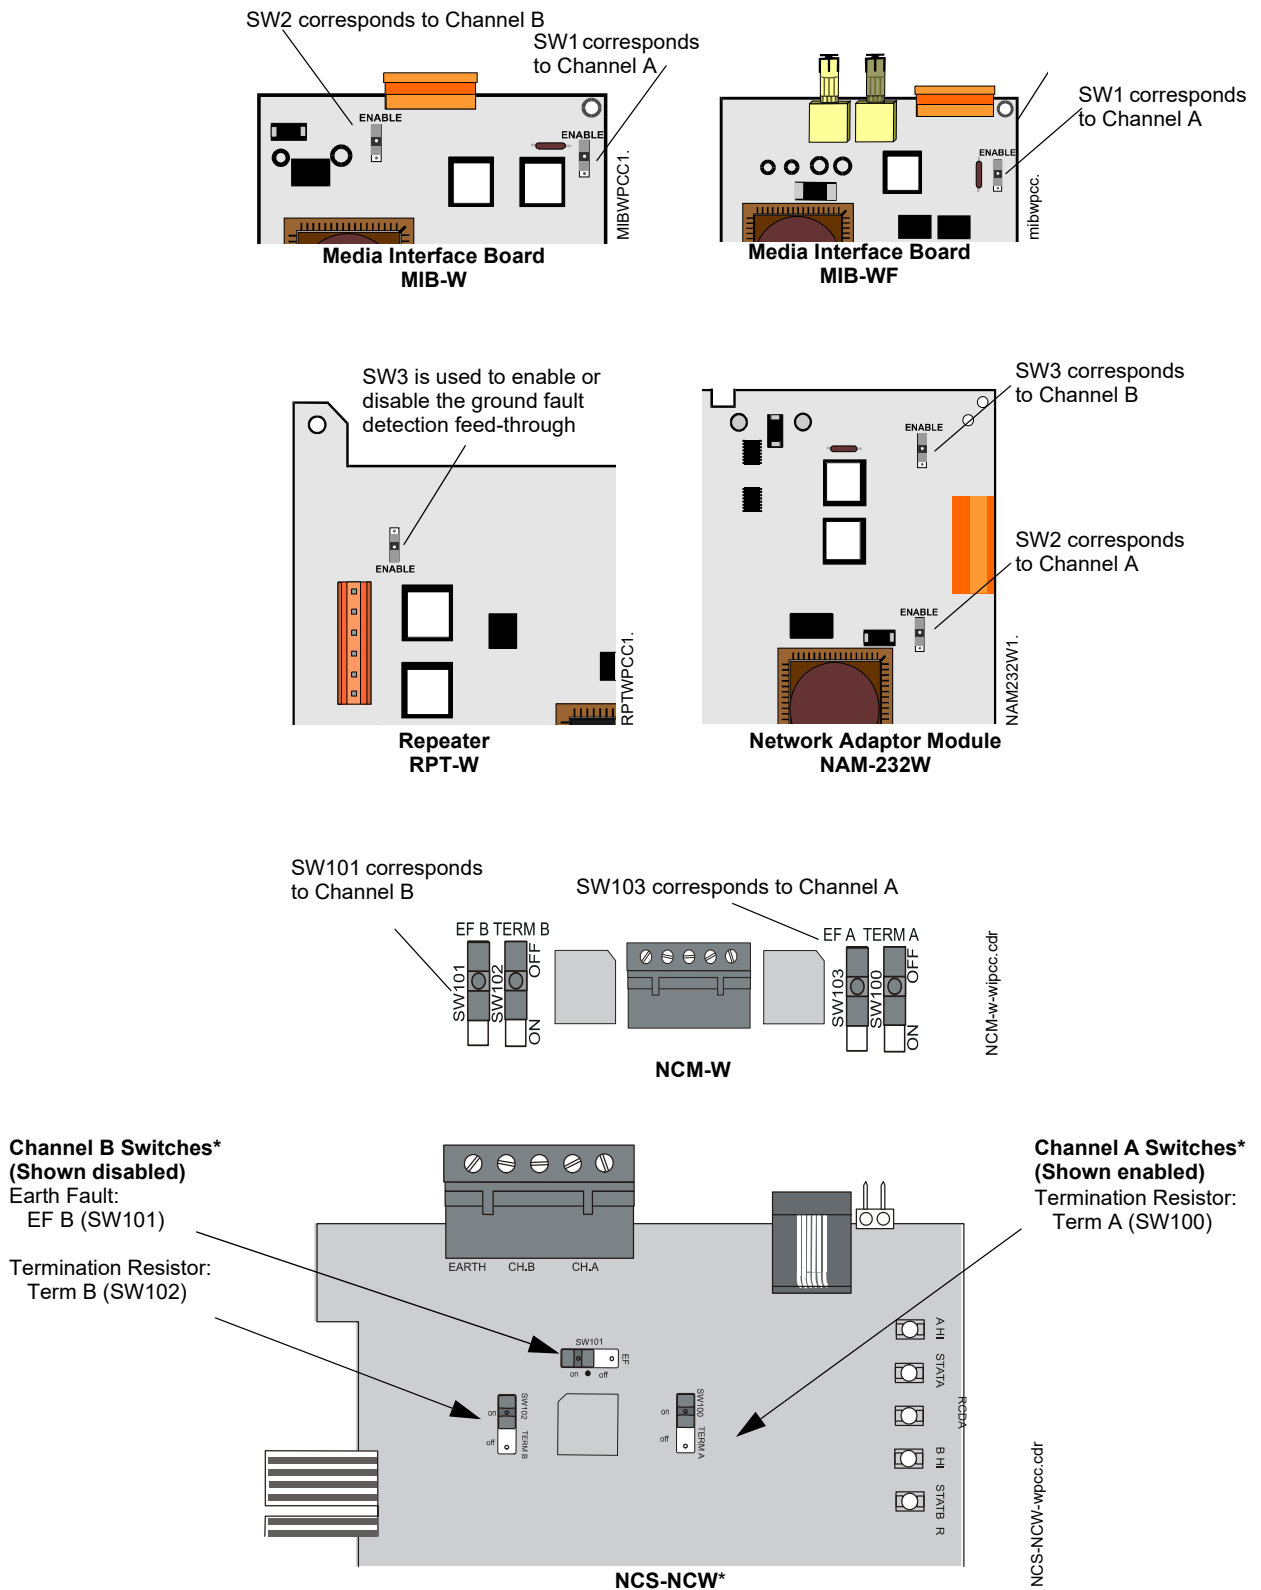 SW2 corresponds to Channel B
SW1 corresponds
to Channel A
ENABLE
ENABLE
MIBWPCC1.
Media Interface Board
MIB-W
SW1 corresponds
to Channel A
ENABLE
mibwpcc.
Media Interface Board
MIB-WF
SW3 is used to enable or
disable the ground fault
detection feed-through
ENABLE
RPTWPCC1.
Repeater
RPT-W
SW3 corresponds
to Channel B
ENABLE
SW2 corresponds
to Channel A
ENABLE
NAM232W1.
Network Adaptor Module
NAM-232W
SW101 corresponds
to Channel B
SW103 corresponds to Channel A
EF B TERM B
SW101
SW102
OFF
ON
EF A TERM A
SW103
SW100
OFF
ON
NCM-w-wipcc.cdr
NCM-W
Channel B Switches*
(Shown disabled)
Earth Fault:
EF B (SW101)
Termination Resistor:
Term B (SW102)
Channel A Switches*
(Shown enabled)
Termination Resistor:
Term A (SW100)
EARTH CH.B CH.A
SW101
EF
on off
SW102
TERM B
on
off
SW100
TERM A
on
off
A HI
STATA
RCDA
B HI
STATB
R
NCS-NCW-wpcc.cdr
NCS-NCW*